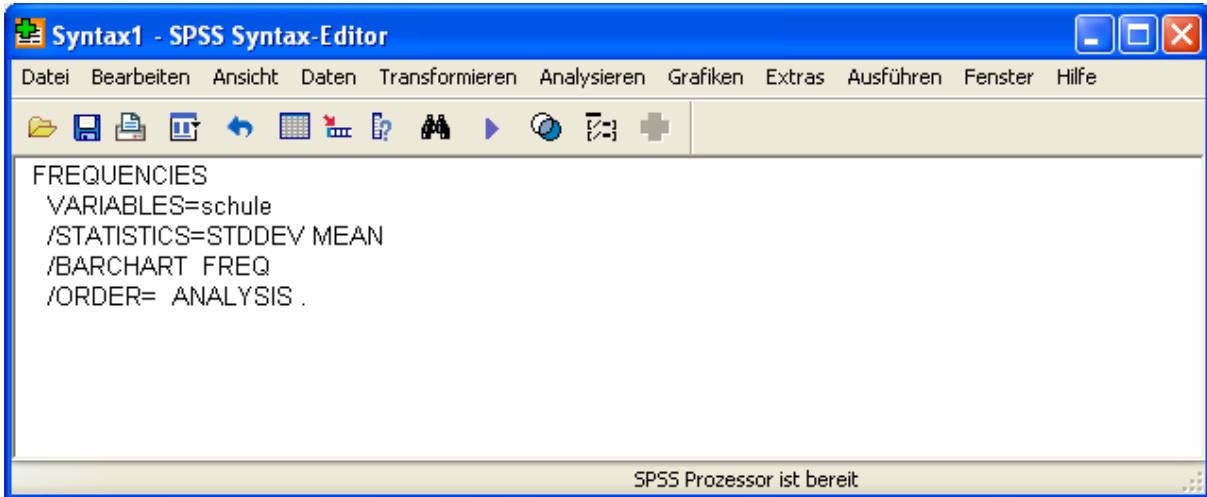 Syntax1 - SPSS Syntax-Editor
Datei Bearbeiten Ansicht Daten Transformieren Analysieren Grafiken Extras Ausführen Fenster Hilfe
FREQUENCIES
VARIABLES=schule
/STATISTICS=STDDEV MEAN
/BARCHART FREQ
/ORDER= ANALYSIS .
SPSS Prozessor ist bereit